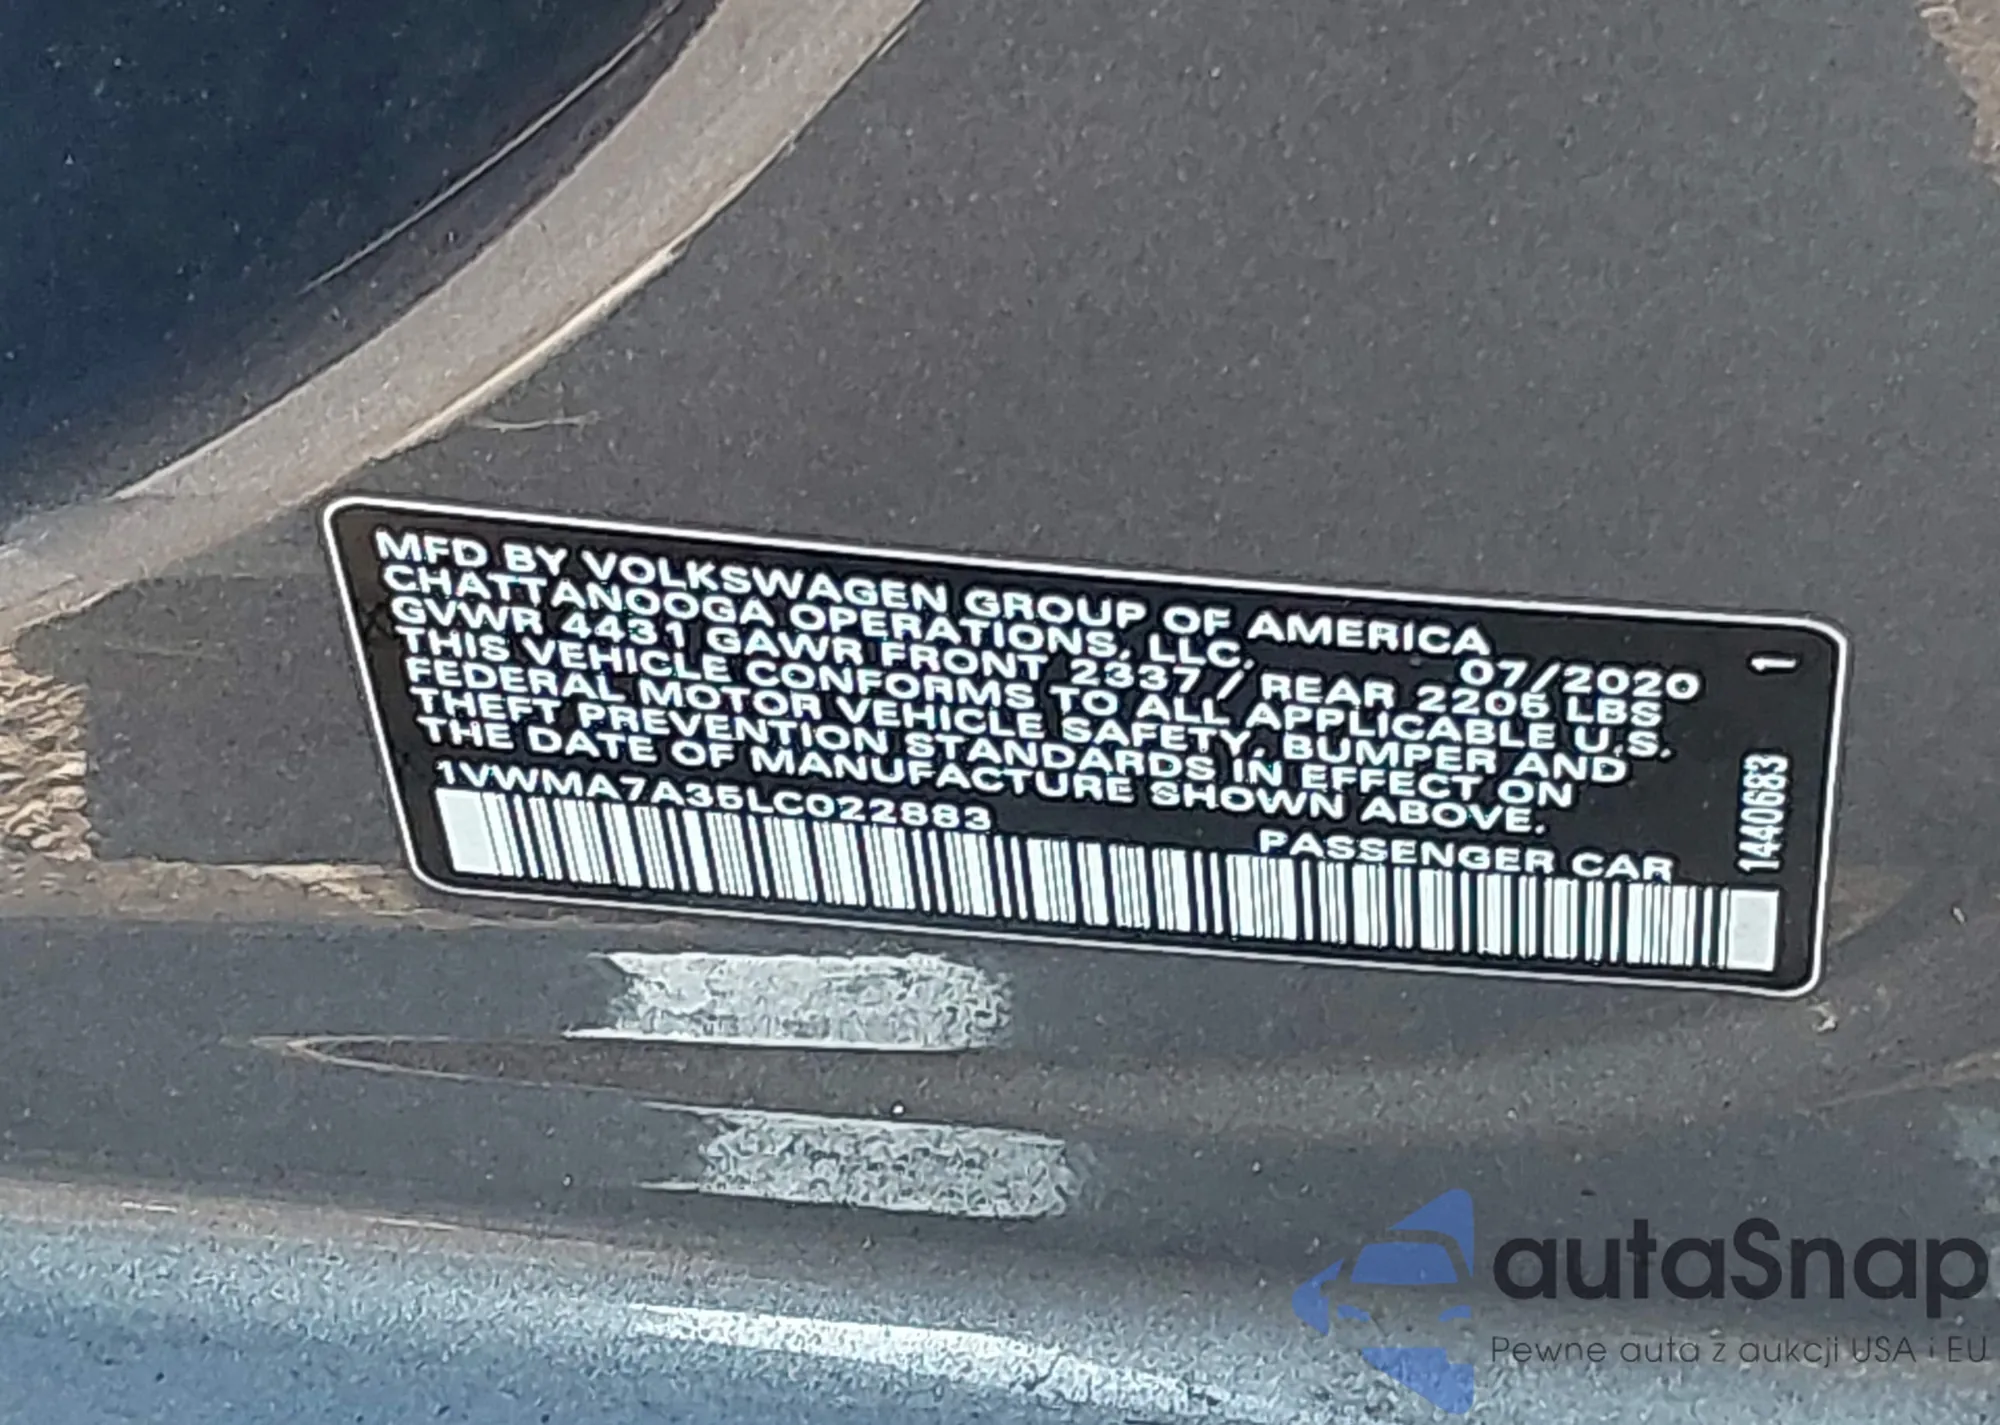 MFD BY VOLKSWAGEN GROUP OF AMERICA
CHATTANOOGA OPERATIONS, LLC. 07/2020
GVWR 4431 GAWR FRONT 2337 / REAR 2205 LBS
THIS VEHICLE CONFORMS TO ALL APPLICABLE U.S.
FEDERAL MOTOR VEHICLE SAFETY, BUMPER AND
THEFT PREVENTION STANDARDS IN EFFECT ON
THE DATE OF MANUFACTURE SHOWN ABOVE.
1VWMA7A35LC022883
PASSENGER CAR
1
1440683
autaSnap
Pewne auta z aukcji USA i EU